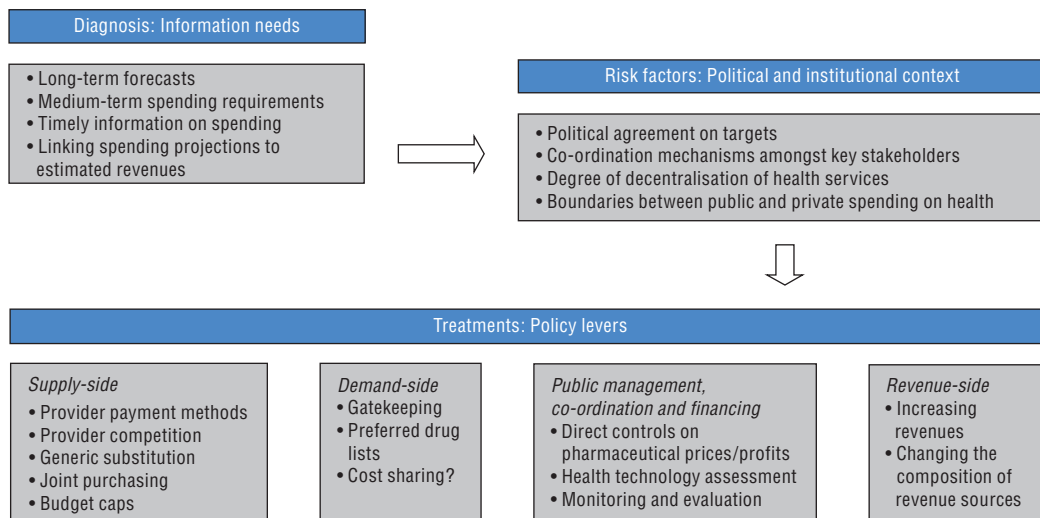 Diagnosis: Information needs
• Long-term forecasts
• Medium-term spending requirements
• Timely information on spending
• Linking spending projections to
estimated revenues
Risk factors: Political and institutional context
• Political agreement on targets
• Co-ordination mechanisms amongst key stakeholders
• Degree of decentralisation of health services
• Boundaries between public and private spending on health
Treatments: Policy levers
Supply-side
• Provider payment methods
• Provider competition
• Generic substitution
• Joint purchasing
• Budget caps
Demand-side
• Gatekeeping
• Preferred drug
lists
• Cost sharing?
Public management,
co-ordination and financing
• Direct controls on
pharmaceutical prices/profits
• Health technology assessment
• Monitoring and evaluation
Revenue-side
• Increasing
revenues
• Changing the
composition of
revenue sources